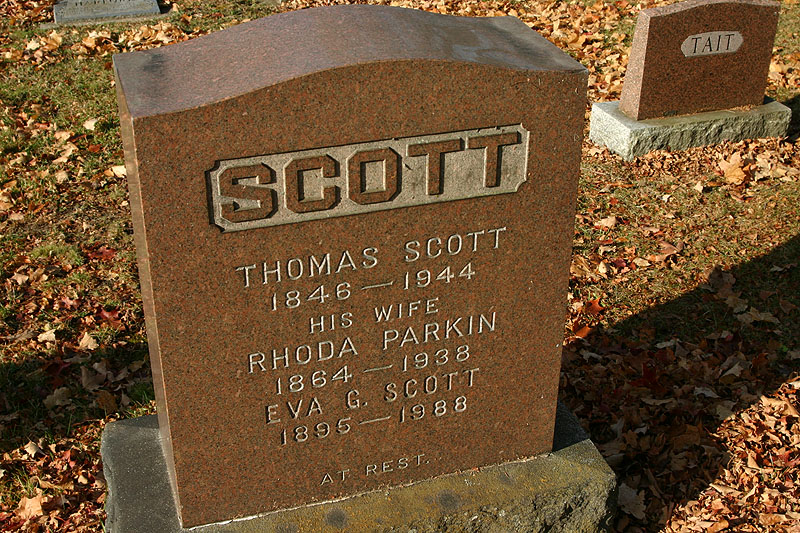 SCOTT
THOMAS SCOTT
1846 — 1944
HIS WIFE
RHODA PARKIN
1864 — 1938
EVA G. SCOTT
1895 — 1988
AT REST.
TAIT